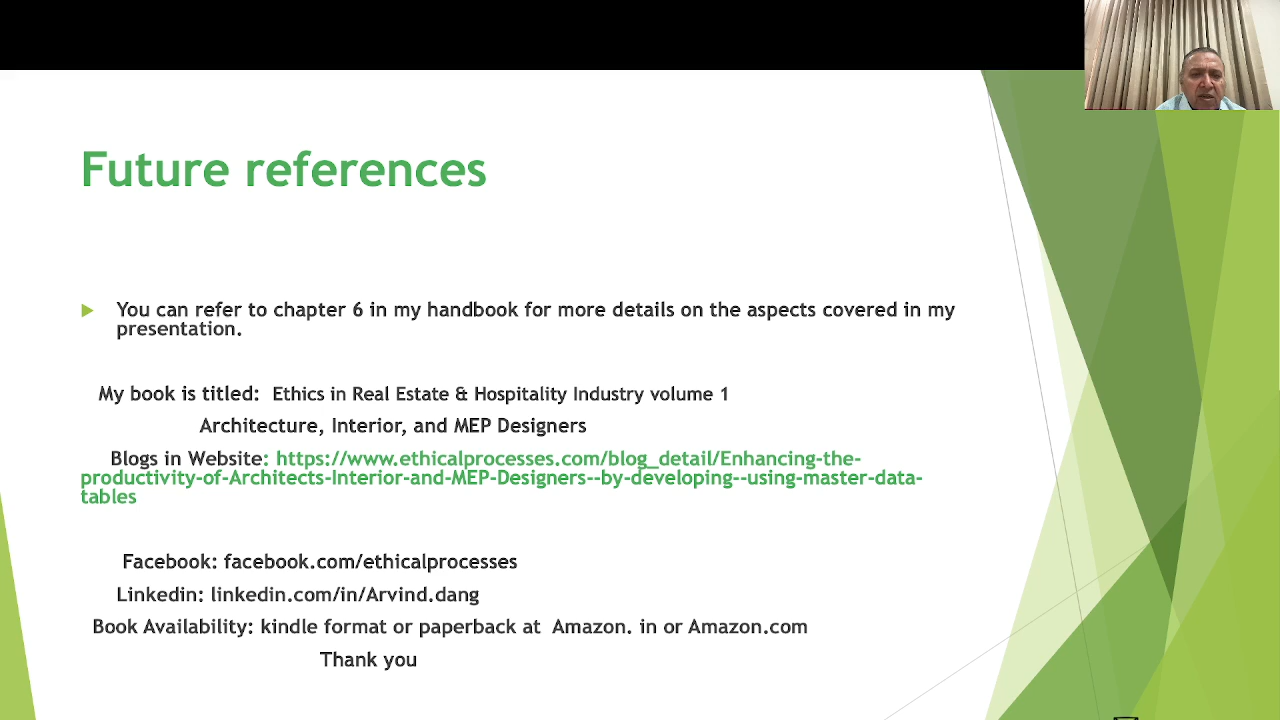 Future references
You can refer to chapter 6 in my handbook for more details on the aspects covered in my
presentation.
My book is titled: Ethics in Real Estate & Hospitality Industry volume 1
Architecture, Interior, and MEP Designers
Blogs in Website: https://www.ethicalprocesses.com/blog_detail/Enhancing-the-
productivity-of-Architects-Interior-and-MEP-Designers--by-developing--using-master-data-
tables
Facebook: facebook.com/ethicalprocesses
Linkedin: linkedin.com/in/Arvind.dang
Book Availability: kindle format or paperback at Amazon. in or Amazon.com
Thank you